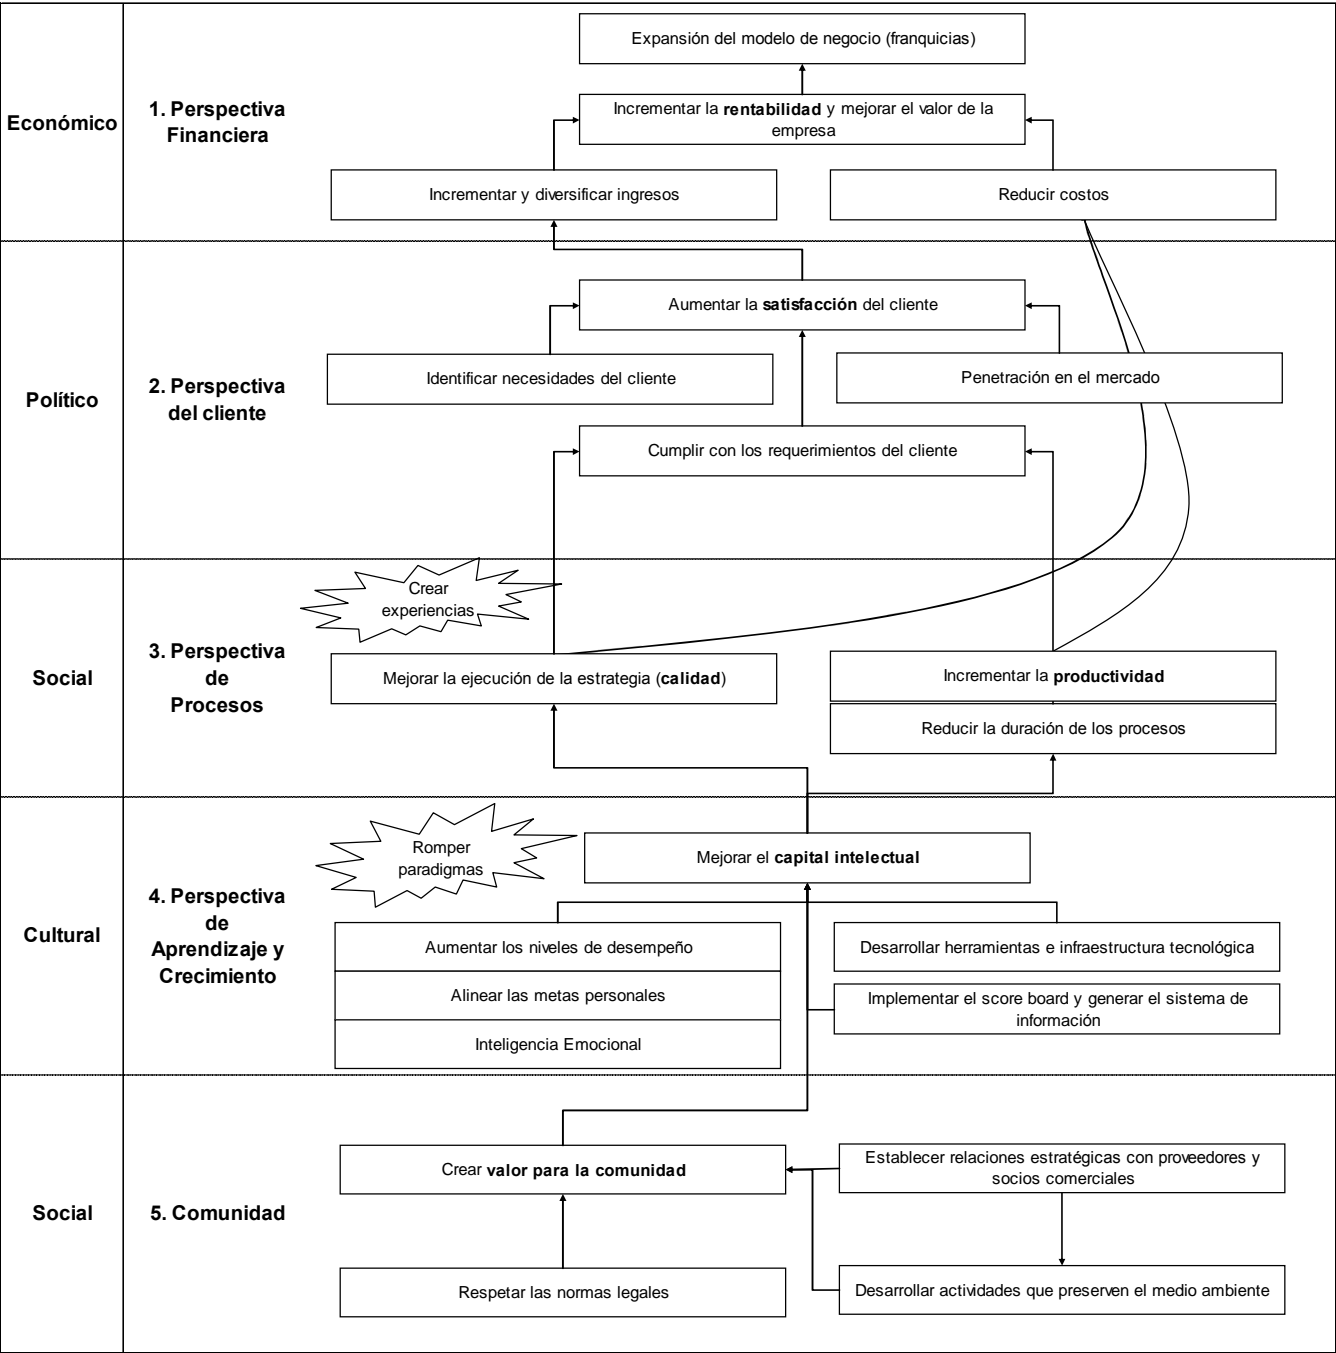 Económico
1. Perspectiva
Financiera
Expansión del modelo de negocio (franquicias)
Incrementar la rentabilidad y mejorar el valor de la
empresa
Incrementar y diversificar ingresos
Reducir costos
Político
2. Perspectiva
del cliente
Aumentar la satisfacción del cliente
Identificar necesidades del cliente
Penetración en el mercado
Cumplir con los requerimientos del cliente
Social
3. Perspectiva
de
Procesos
Crear
experiencias
Mejorar la ejecución de la estrategia (calidad)
Incrementar la productividad
Reducir la duración de los procesos
Cultural
4. Perspectiva
de
Aprendizaje y
Crecimiento
Romper
paradigmas
Mejorar el capital intelectual
Aumentar los niveles de desempeño
Alinear las metas personales
Inteligencia Emocional
Desarrollar herramientas e infraestructura tecnológica
Implementar el score board y generar el sistema de
información
Social
5. Comunidad
Crear valor para la comunidad
Establecer relaciones estratégicas con proveedores y
socios comerciales
Respetar las normas legales
Desarrollar actividades que preserven el medio ambiente